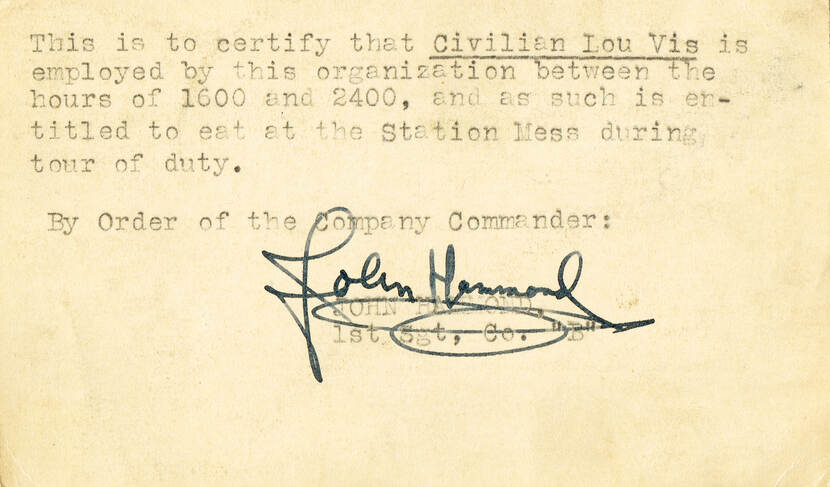 This is to certify that Civilian Lou Vis is
employed by this organization between the
hours of 1600 and 2400, and as such is en-
titled to eat at the Station Mess during
tour of duty.
By Order of the Company Commander:
John Hammond
JOHN HAMMOND,
1st Sgt, Co. "B"